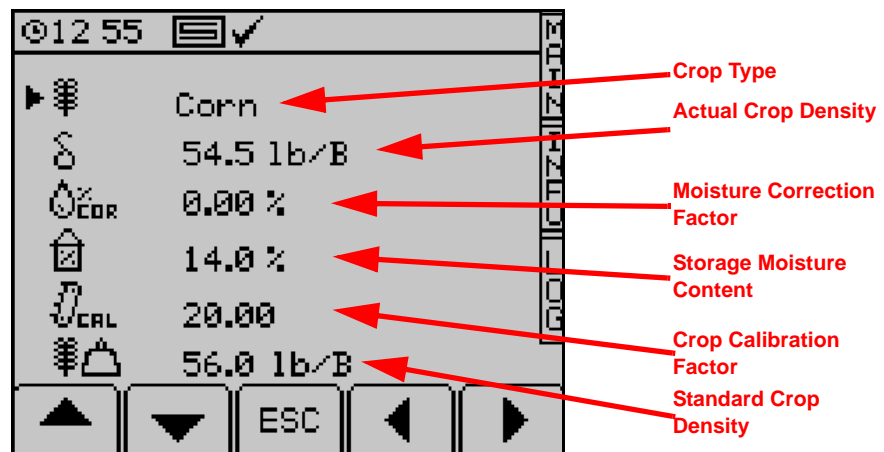 12 55
Corn
54.5 lb/B
% COR 0.00 %
% 14.0 %
CAL 20.00
56.0 lb/B
ESC
MAIN
INFO
LOG
Crop Type
Actual Crop Density
Moisture Correction
Factor
Storage Moisture
Content
Crop Calibration
Factor
Standard Crop
Density